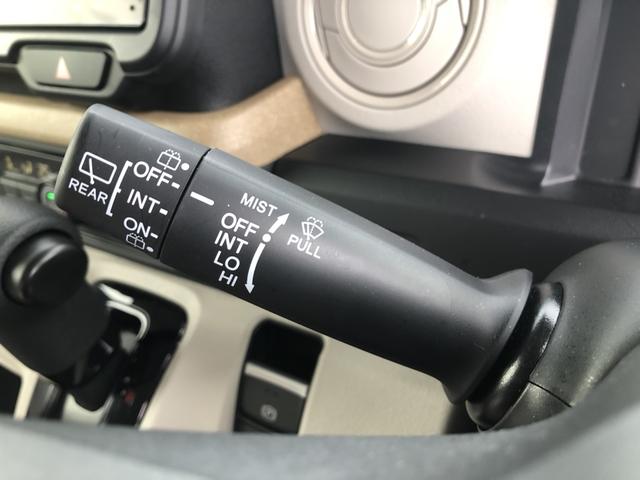 REAR
OFF
INT
ON
MIST
OFF
INT
LO
HI
PULL